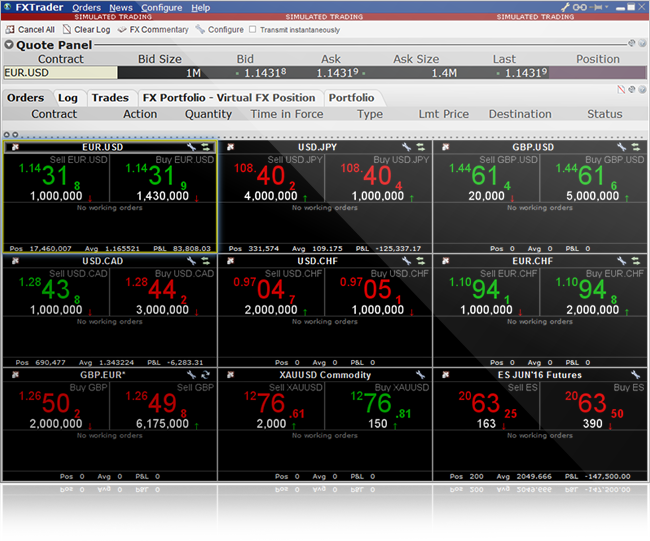 FXTrader Orders News Configure Help
SIMULATED TRADING SIMULATED TRADING SIMULATED TRADING
Cancel All Clear Log FX Commentary Configure Transmit instantaneously
Quote Panel
Contract Bid Size Bid Ask Ask Size Last Position
EUR.USD 1M 1.14318 1.14319 1.4M 1.14319
Orders Log Trades FX Portfolio - Virtual FX Position Portfolio
Contract Action Quantity Time in Force Type Lmt Price Destination Status
EUR.USD USD.JPY GBP.USD
Sell EUR.USD Buy EUR.USD Sell USD.JPY Buy USD.JPY Sell GBP.USD Buy GBP.USD
1.14 31 8 1.14 31 9 108. 40 2 108. 40 4 1.44 61 4 1.44 61 6
1,000,000 1,430,000 4,000,000 1,000,000 20,000 5,000,000
No working orders No working orders No working orders
Pos 17,460,007 Avg 1.165521 P&L 83,808.03 Pos 331,574 Avg 109.175 P&L -125,337.17 Pos 0 Avg 0 P&L 0
USD.CAD USD.CHF EUR.CHF
Sell USD.CAD Buy USD.CAD Sell USD.CHF Buy USD.CHF Sell EUR.CHF Buy EUR.CHF
1.28 43 8 1.28 44 2 0.97 04 7 0.97 05 1 1.10 94 1 1.10 94 8
1,000,000 3,000,000 1,000,000 1,000,000 1,000,000 2,000,000
No working orders No working orders No working orders
Pos 690,477 Avg 1.343224 P&L -6,283.31 Pos 0 Avg 0 P&L 0 Pos 0 Avg 0 P&L 0
GBP.EUR* XAUUSD Commodity ES JUN'16 Futures
Buy GBP Sell GBP Sell XAUUSD Buy XAUUSD Sell ES Buy ES
1.26 50 2 1.26 49 8 12 76 .61 12 76 .81 20 63 25 20 63 50
2,000,000 6,175,000 2,000 150 163 390
No working orders No working orders No working orders
Pos 0 Avg 0 P&L 0 Pos 0 Avg 0 P&L 0 Pos 200 Avg 2049.666 P&L -147,500.00